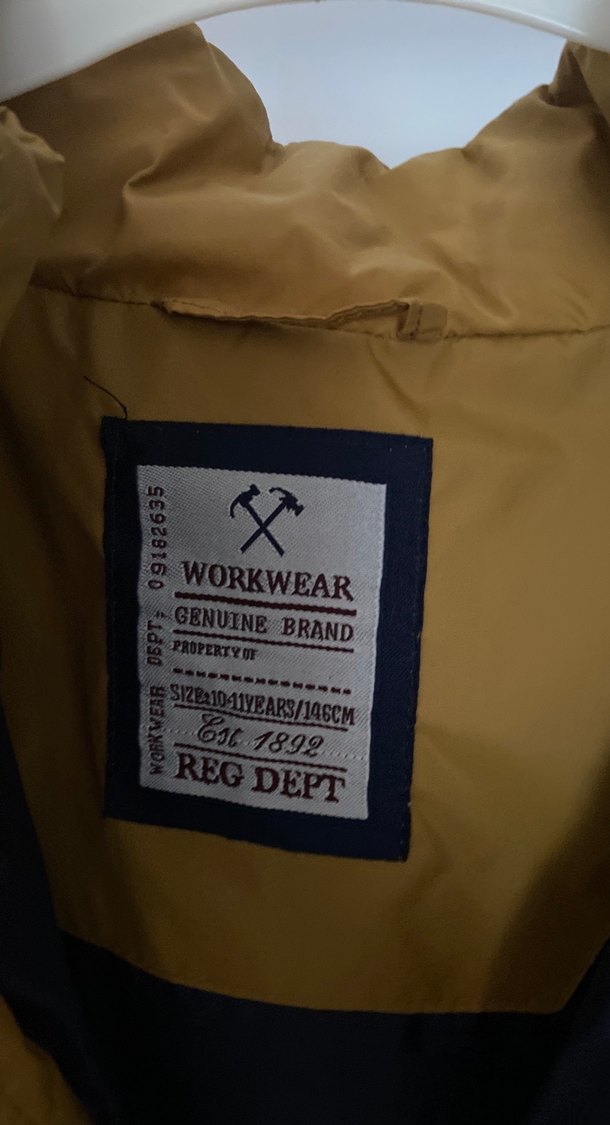 WORKWEAR
GENUINE BRAND
PROPERTY OF
SIZE:10-11YEARS/146CM
Est 1892
REG DEPT
WORKWEAR DEPT; 09182635